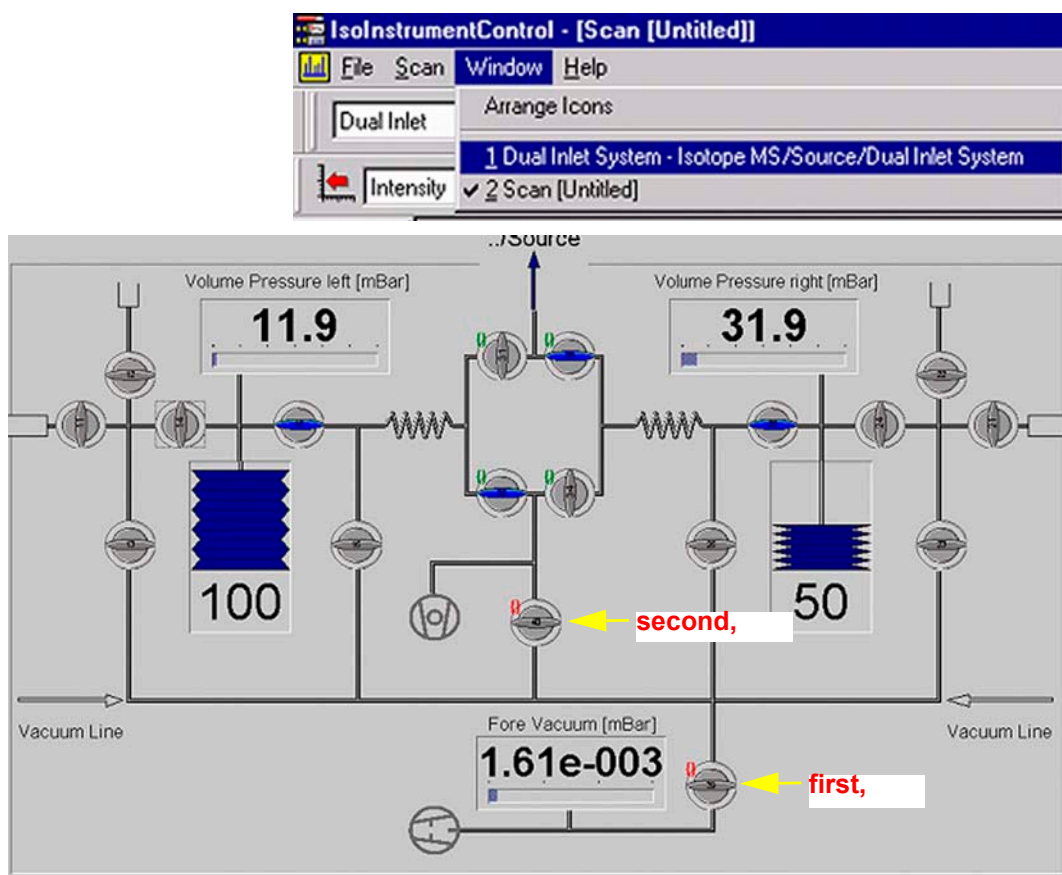 IsoInstrumentControl - [Scan [Untitled]]
File Scan Window Help
Arrange Icons
Dual Inlet
1 Dual Inlet System - Isotope MS/Source/Dual Inlet System
Intensity
✓ 2 Scan [Untitled]
../Source
Volume Pressure left [mBar]
Volume Pressure right [mBar]
11.9
31.9
100
50
second,
Vacuum Line
Vacuum Line
Fore Vacuum [mBar]
1.61e-003
first,